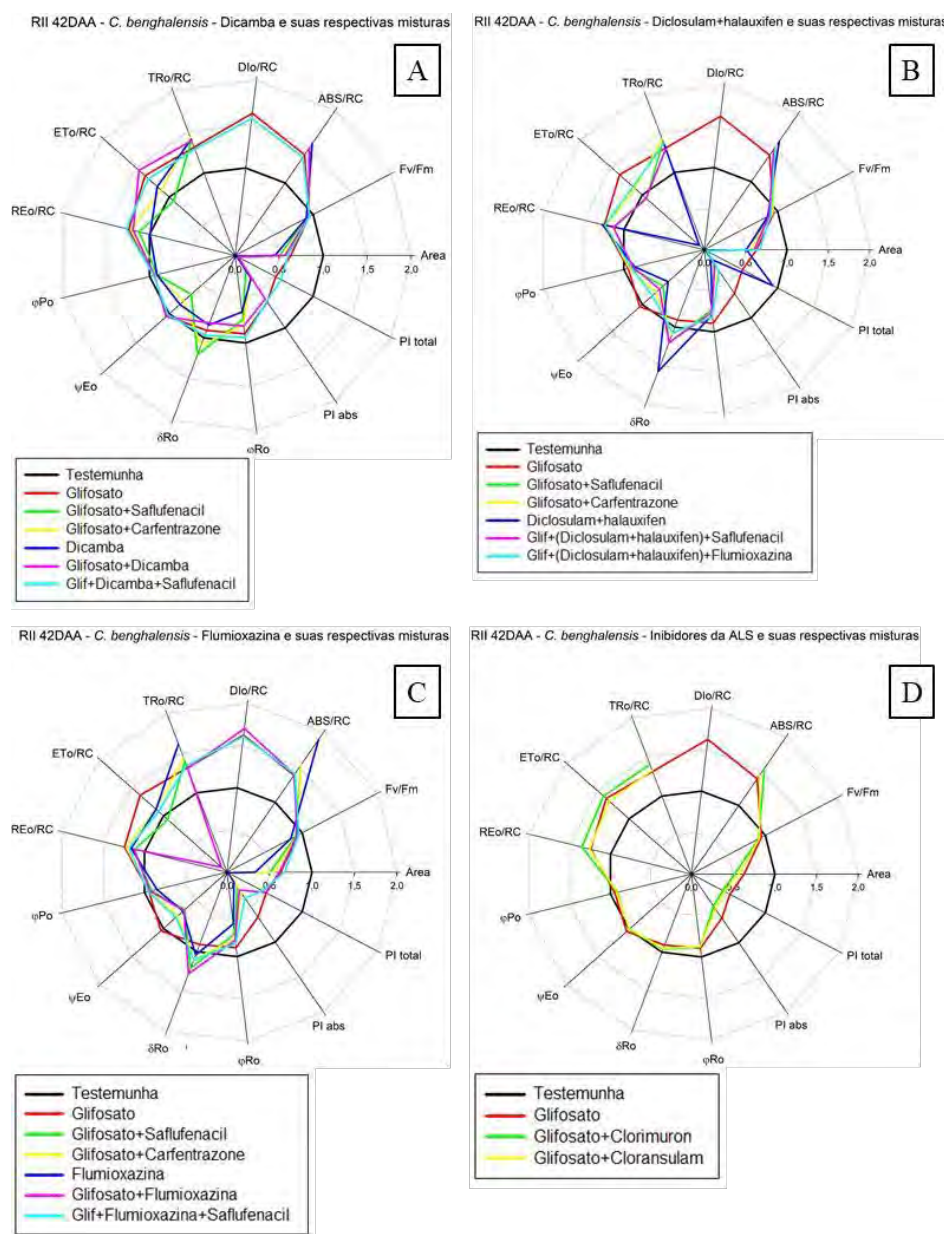 RII 42DAA - C. benghalensis - Dicamba e suas respectivas misturas
A
DIo/RC
TRo/RC
ABS/RC
ETo/RC
Fv/Fm
REo/RC
Area
0,0 0,5 1,0 1,5 2,0
φPo
PI total
ψEo
PI abs
δRo
φRo
Testemunha
Glifosato
Glifosato+Saflufenacil
Glifosato+Carfentrazone
Dicamba
Glifosato+Dicamba
Glif+Dicamba+Saflufenacil
RII 42DAA - C. benghalensis - Diclosulam+halauxifen e suas respectivas misturas
B
DIo/RC
TRo/RC
ABS/RC
ETo/RC
Fv/Fm
REo/RC
Area
0,0 0,5 1,0 1,5 2,0
φPo
PI total
ψEo
PI abs
δRo
Testemunha
Glifosato
Glifosato+Saflufenacil
Glifosato+Carfentrazone
Diclosulam+halauxifen
Glif+(Diclosulam+halauxifen)+Saflufenacil
Glif+(Diclosulam+halauxifen)+Flumioxazina
RII 42DAA - C. benghalensis - Flumioxazina e suas respectivas misturas
C
DIo/RC
TRo/RC
ABS/RC
ETo/RC
Fv/Fm
REo/RC
Area
0,0 0,5 1,0 1,5 2,0
φPo
PI total
ψEo
PI abs
δRo
φRo
Testemunha
Glifosato
Glifosato+Saflufenacil
Glifosato+Carfentrazone
Flumioxazina
Glifosato+Flumioxazina
Glif+Flumioxazina+Saflufenacil
RII 42DAA - C. benghalensis - Inibidores da ALS e suas respectivas misturas
D
DIo/RC
TRo/RC
ABS/RC
ETo/RC
Fv/Fm
REo/RC
Area
0,0 0,5 1,0 1,5 2,0
φPo
PI total
ψEo
PI abs
δRo
φRo
Testemunha
Glifosato
Glifosato+Clorimuron
Glifosato+Cloransulam